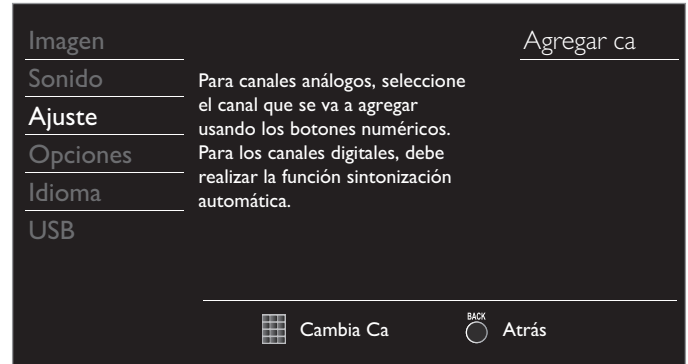 Imagen
Sonido
Ajuste
Opciones
Idioma
USB
Agregar ca
Para canales análogos, seleccione
el canal que se va a agregar
usando los botones numéricos.
Para los canales digitales, debe
realizar la función sintonización
automática.
Cambia Ca
BACK
Atrás